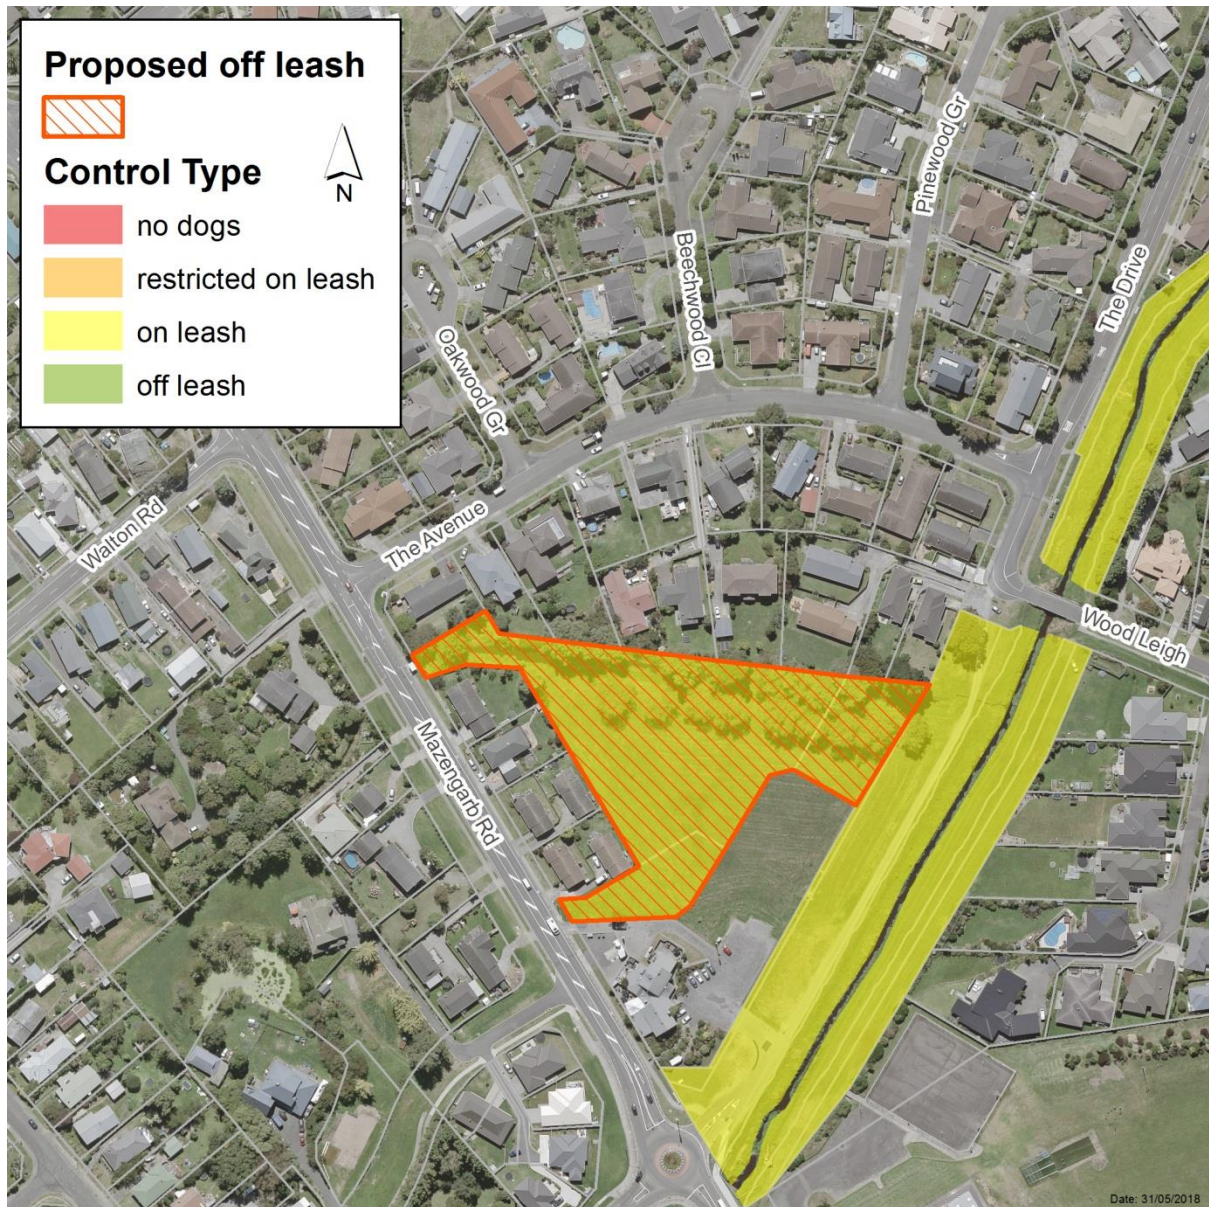 Proposed off leash
Control Type
N
no dogs
restricted on leash
on leash
off leash
Pinewood Gr
Beechwood Cl
The Drive
Oakwood Gr
Walton Rd
The Avenue
Wood Leigh
Mazengarb Rd
Date: 31/05/2018